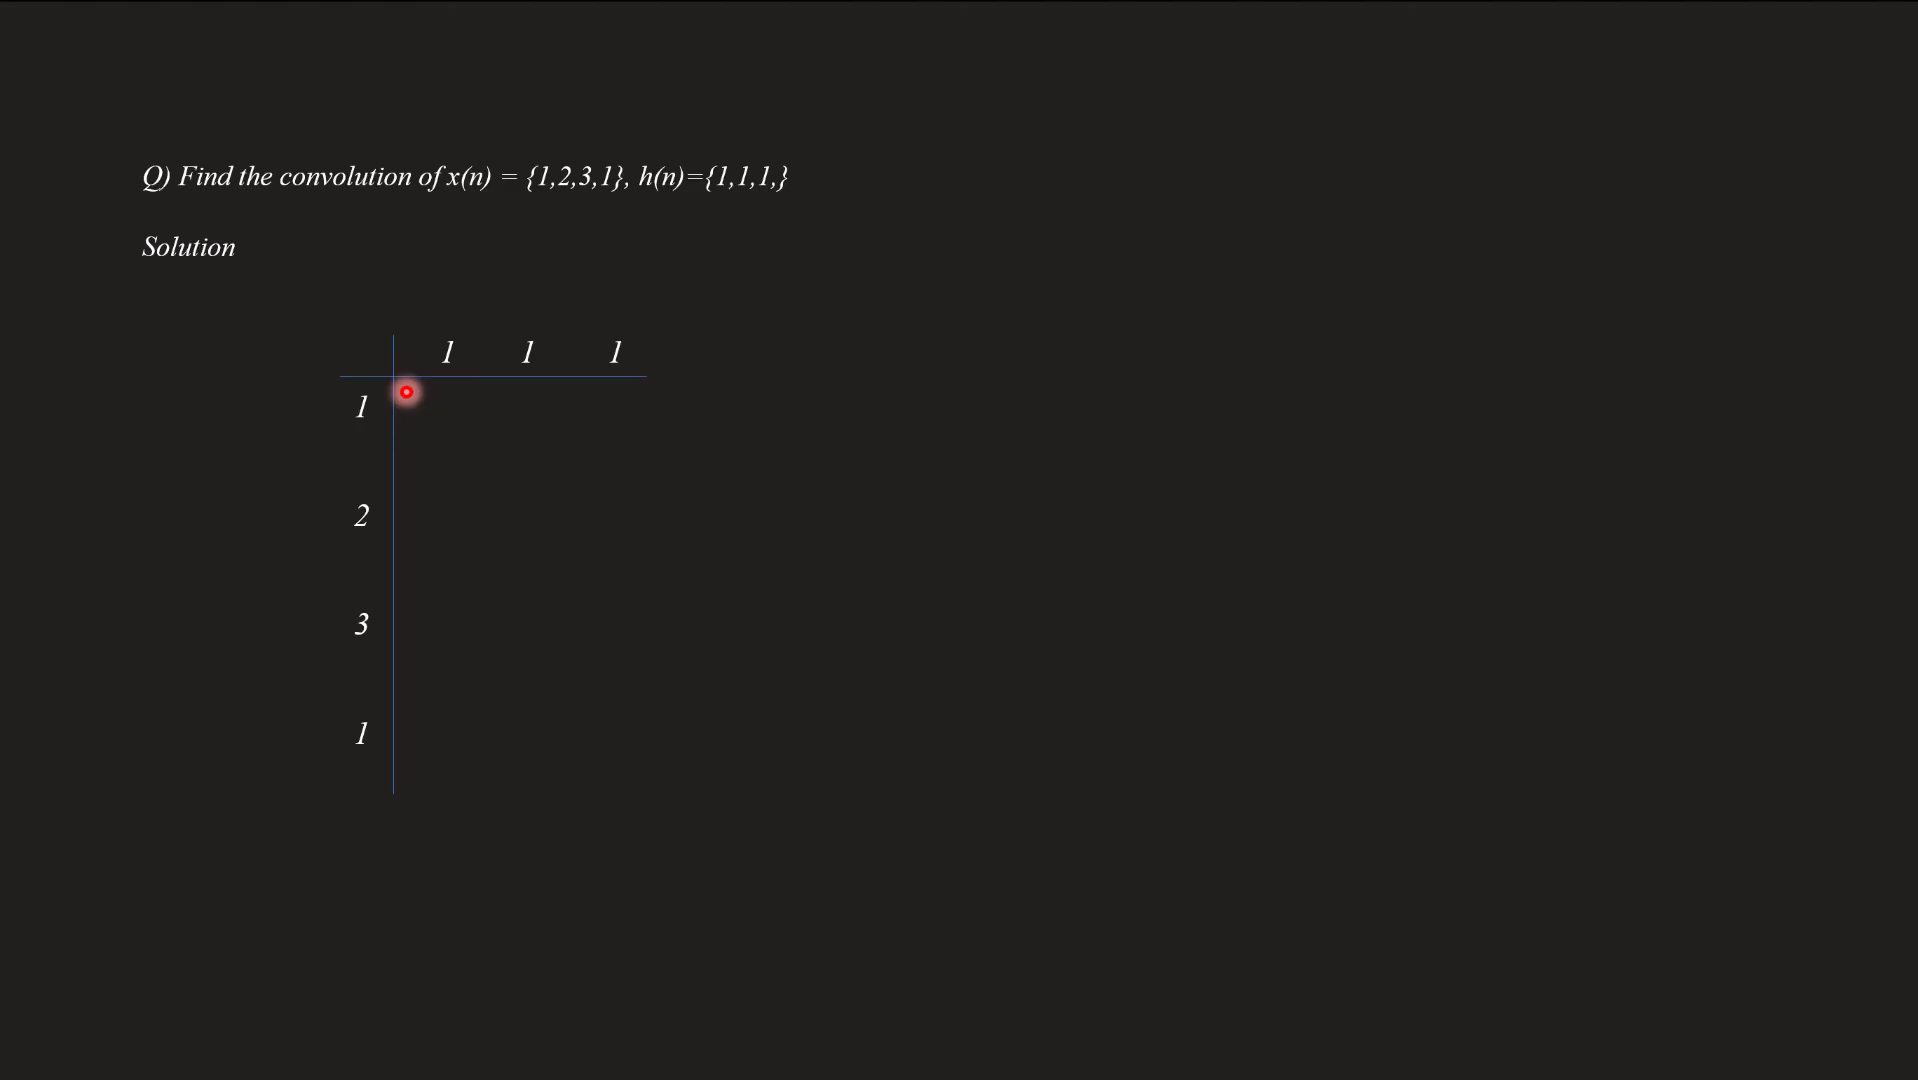 Q) Find the convolution of x(n) = {1,2,3,1}, h(n)={1,1,1,}
Solution
1 1 1
1
2
3
1